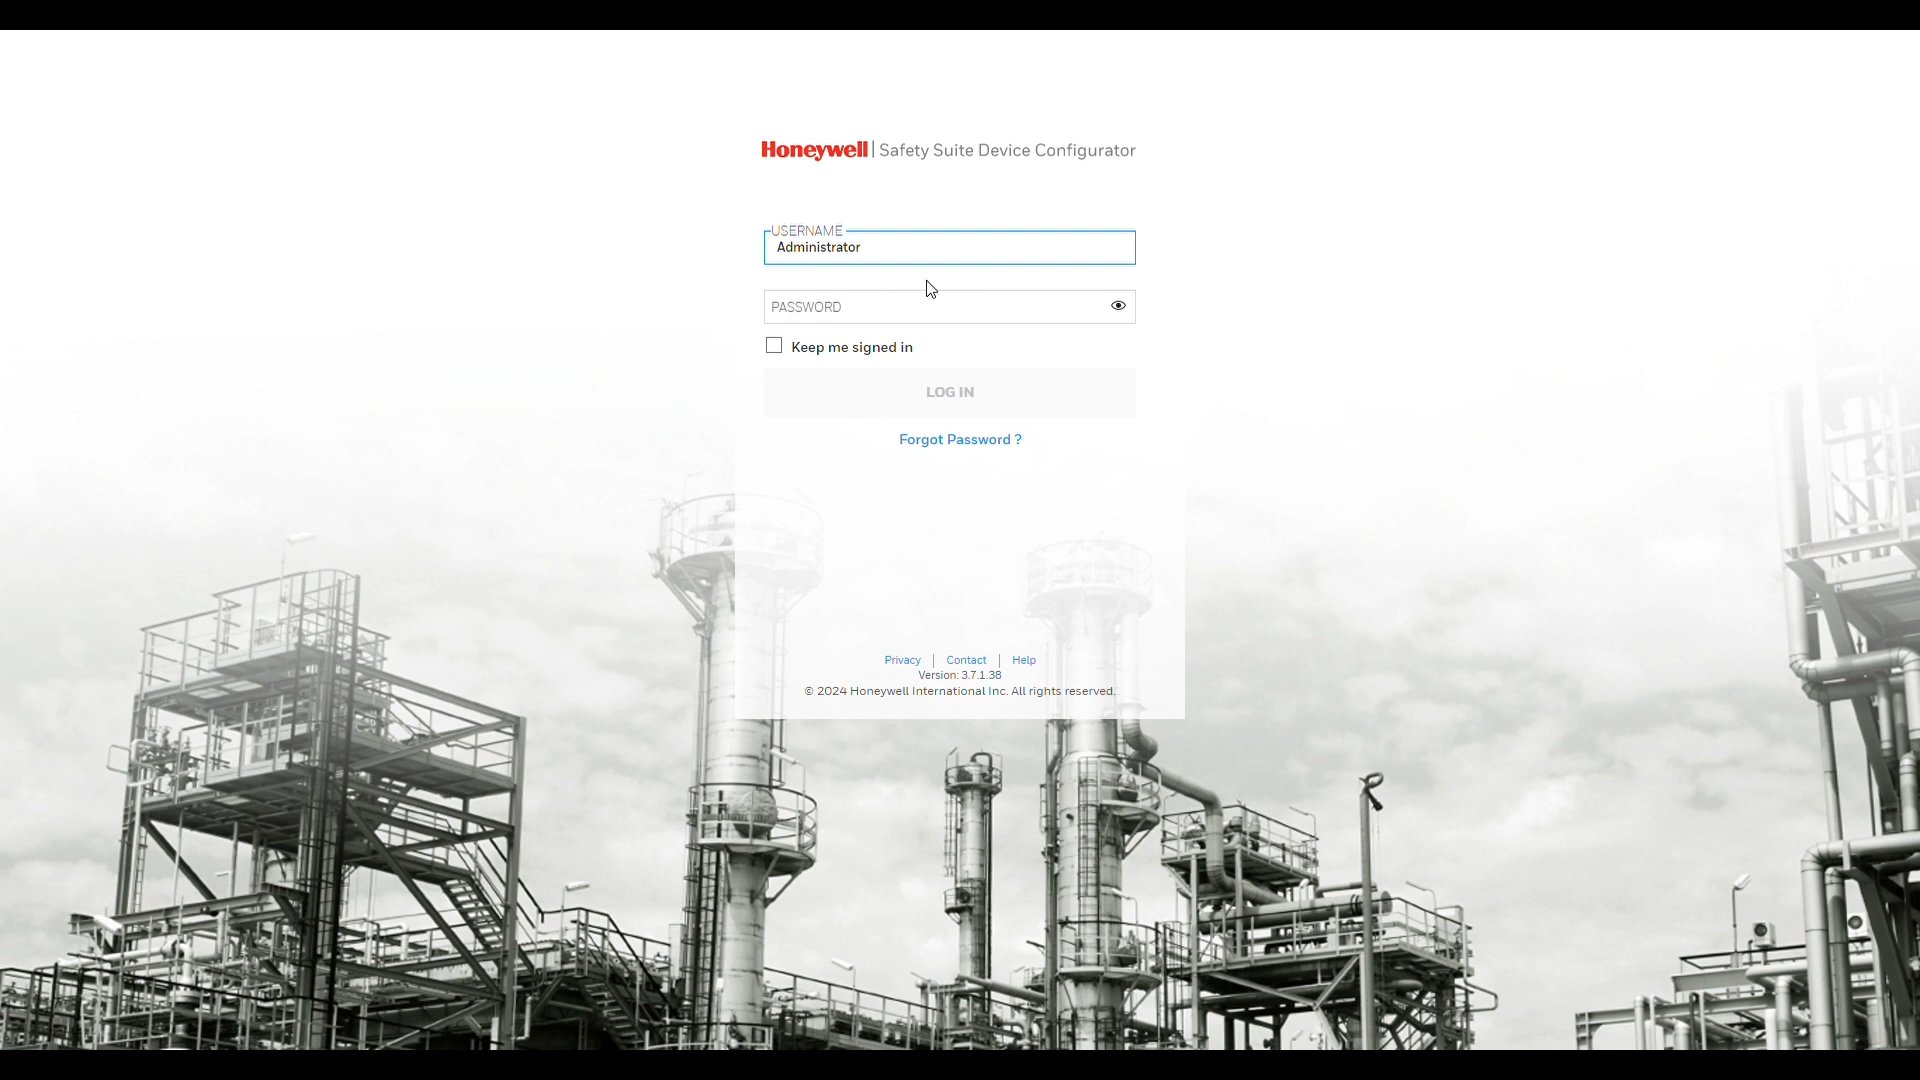 Honeywell | Safety Suite Device Configurator
USERNAME
Administrator
PASSWORD
Keep me signed in
LOG IN
Forgot Password ?
Privacy | Contact | Help
Version: 3.7.1.38
© 2024 Honeywell International Inc. All rights reserved.